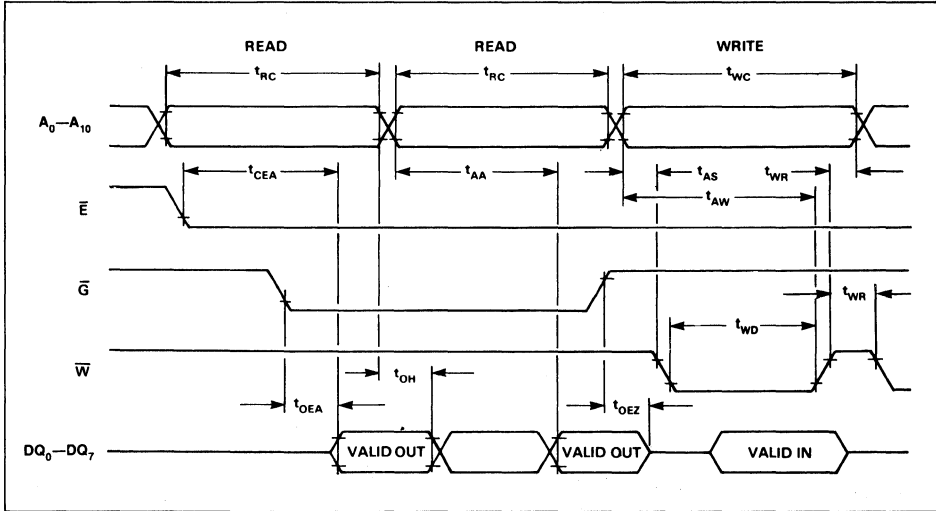 READ READ WRITE
tRC tRC tWC
A0—A10
tCEA tAA tAS tWR
tAW
E̅
G̅
tWR
tWD
W̅
tOH
tOEA tOEZ
DQ0—DQ7 VALID OUT VALID OUT VALID IN